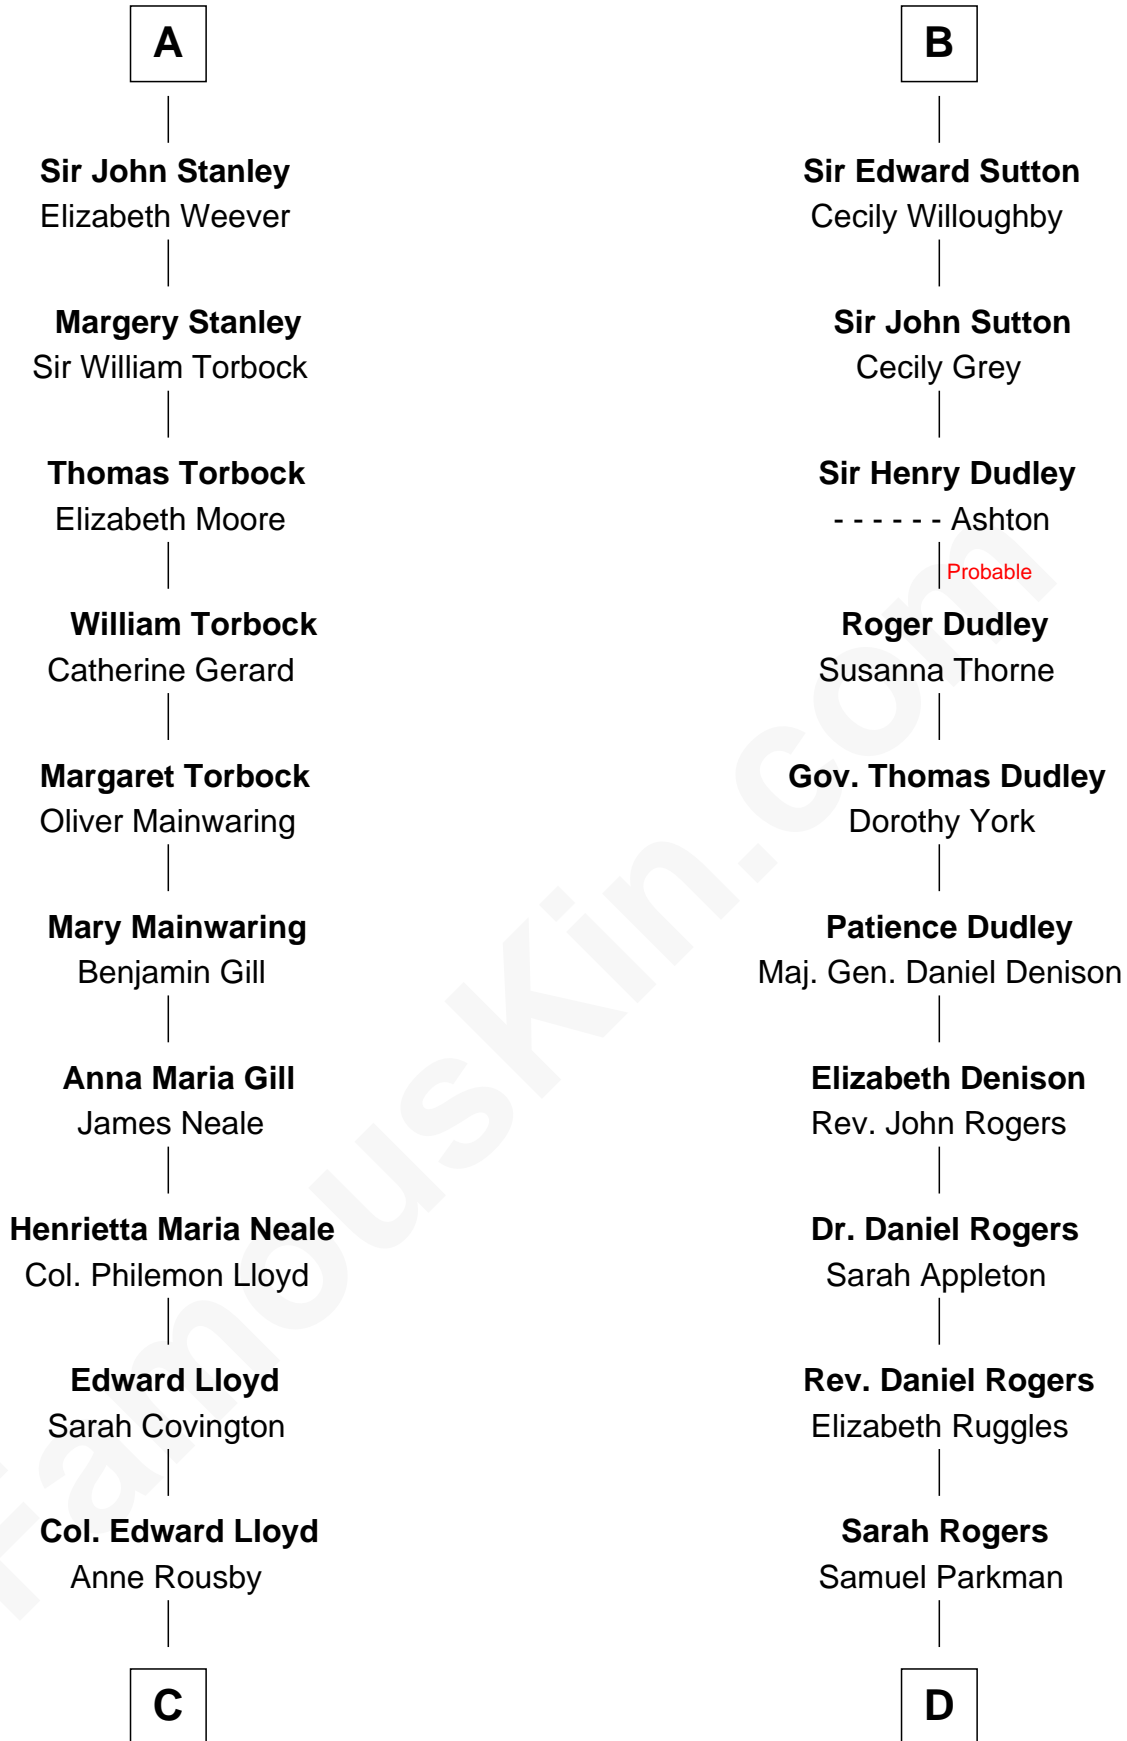 A
Sir John Stanley
Elizabeth Weever
Margery Stanley
Sir William Torbock
Thomas Torbock
Elizabeth Moore
William Torbock
Catherine Gerard
Margaret Torbock
Oliver Mainwaring
Mary Mainwaring
Benjamin Gill
Anna Maria Gill
James Neale
Henrietta Maria Neale
Col. Philemon Lloyd
Edward Lloyd
Sarah Covington
Col. Edward Lloyd
Anne Rousby
C
B
Sir Edward Sutton
Cecily Willoughby
Sir John Sutton
Cecily Grey
Sir Henry Dudley
- - - - - - Ashton
Probable
Roger Dudley
Susanna Thorne
Gov. Thomas Dudley
Dorothy York
Patience Dudley
Maj. Gen. Daniel Denison
Elizabeth Denison
Rev. John Rogers
Dr. Daniel Rogers
Sarah Appleton
Rev. Daniel Rogers
Elizabeth Ruggles
Sarah Rogers
Samuel Parkman
D
FamousKin.com